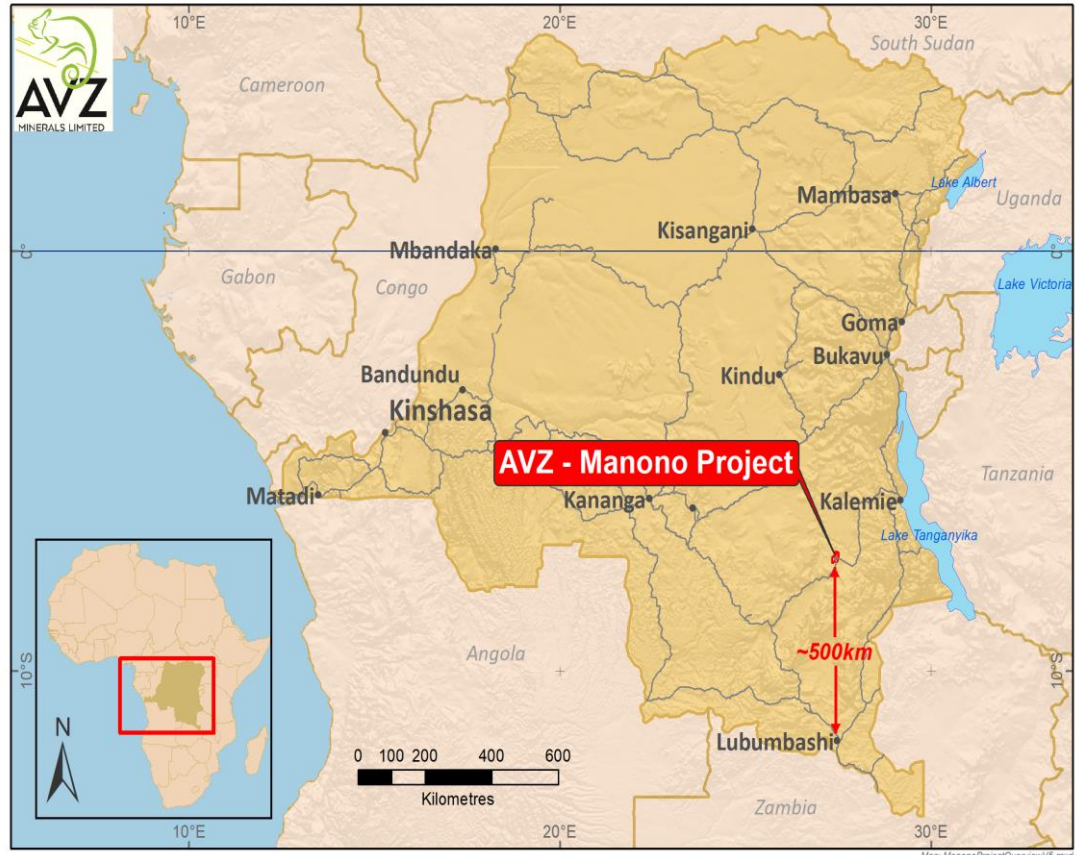 10°E
20°E
30°E
AVZ
MINERALS LIMITED
South Sudan
Cameroon
Mambasa
Lake Albert
Uganda
Kisangani
Mbandaka
0°
0°
Gabon
Congo
Lake Victoria
Goma
Bukavu
Bandundu
Kindu
Kinshasa
AVZ - Manono Project
Tanzania
Matadi
Kananga
Kalemie
Lake Tanganyika
10°S
Angola
~500km
10°S
N
Lubumbashi
0 100 200 400 600
Kilometres
Zambia
10°E
20°E
30°E